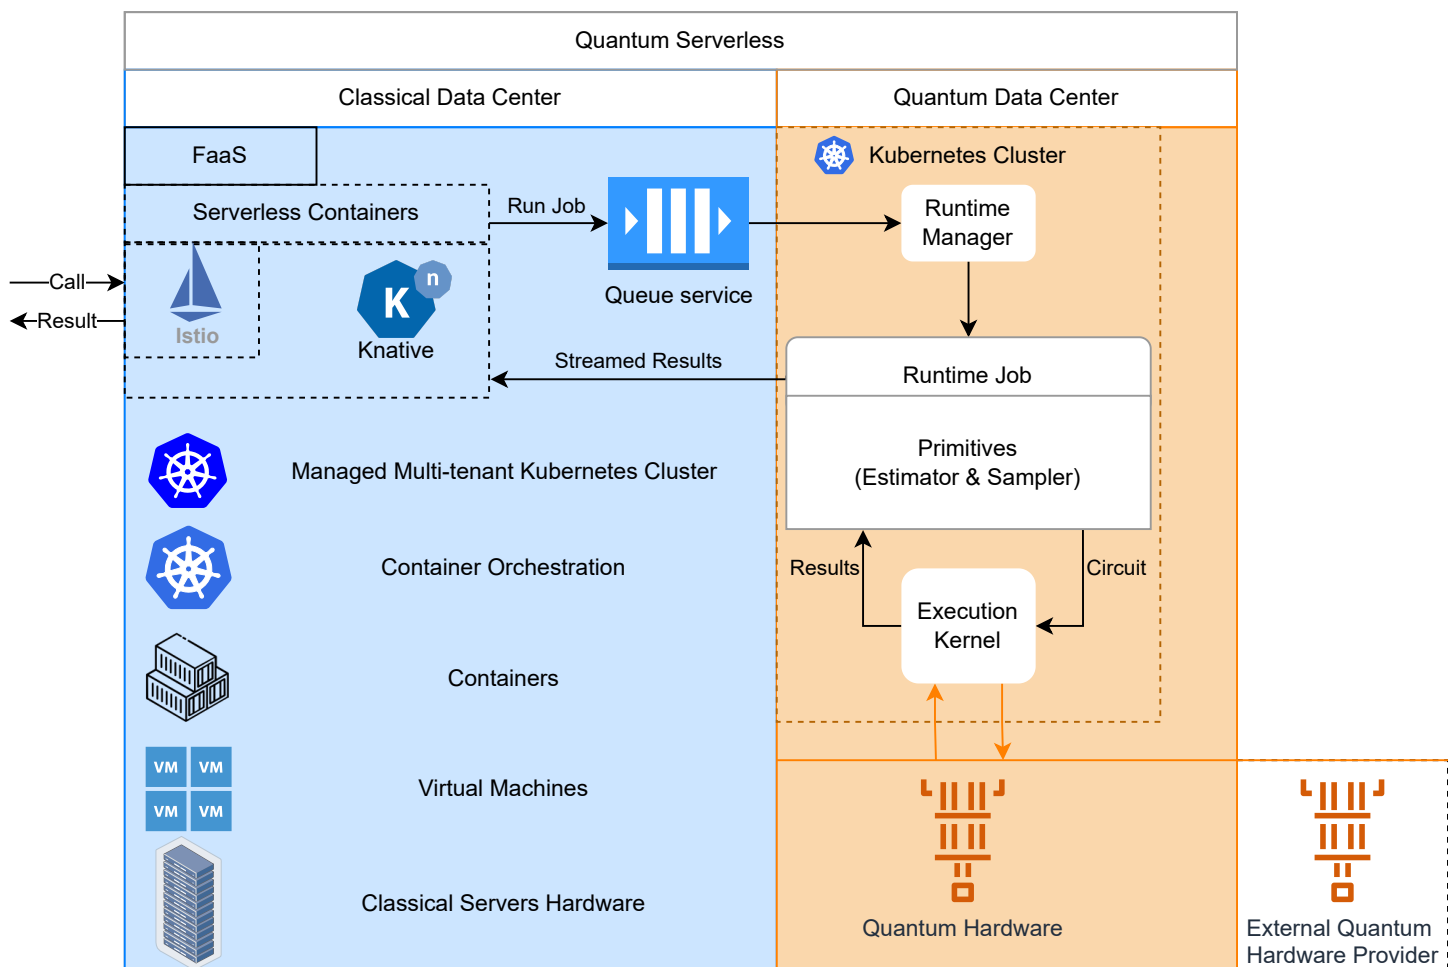 Quantum Serverless
Classical Data Center
Quantum Data Center
FaaS
Kubernetes Cluster
Serverless Containers
Run Job
Runtime
Manager
n
K
Call
Istio
Knative
Queue service
Result
Streamed Results
Runtime Job
Primitives
(Estimator & Sampler)
Managed Multi-tenant Kubernetes Cluster
Container Orchestration
Results
Circuit
Execution
Kernel
Containers
VM VM
VM VM
Virtual Machines
Classical Servers Hardware
Quantum Hardware
External Quantum
Hardware Provider